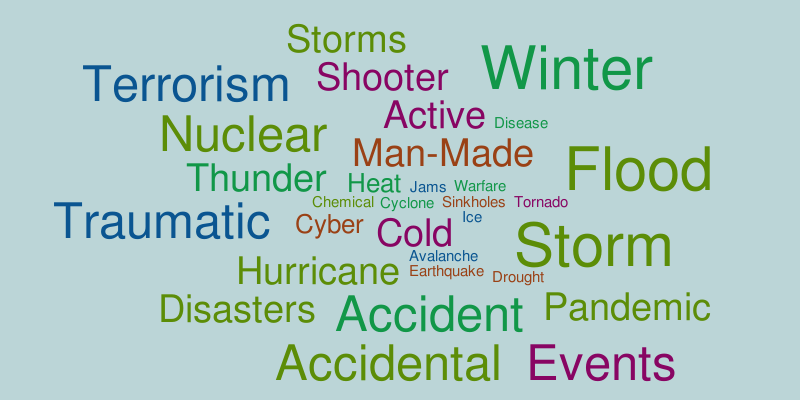 Storms
Terrorism Shooter Winter
Active Disease
Nuclear Man-Made Flood
Thunder Heat Jams Warfare
Chemical Cyclone Sinkholes Tornado
Traumatic Cyber Cold Ice Storm
Avalanche
Hurricane Earthquake Drought
Disasters Accident Pandemic
Accidental Events